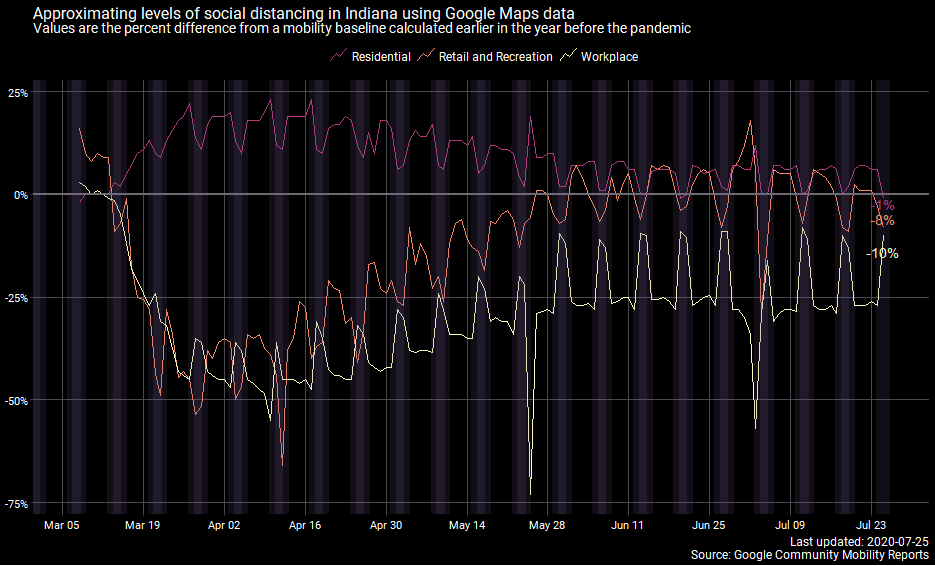 Approximating levels of social distancing in Indiana using Google Maps data
Values are the percent difference from a mobility baseline calculated earlier in the year before the pandemic
Residential Retail and Recreation Workplace
25%
0%
-25%
-50%
-75%
-1%
-8%
-10%
Mar 05 Mar 19 Apr 02 Apr 16 Apr 30 May 14 May 28 Jun 11 Jun 25 Jul 09 Jul 23
Last updated: 2020-07-25
Source: Google Community Mobility Reports